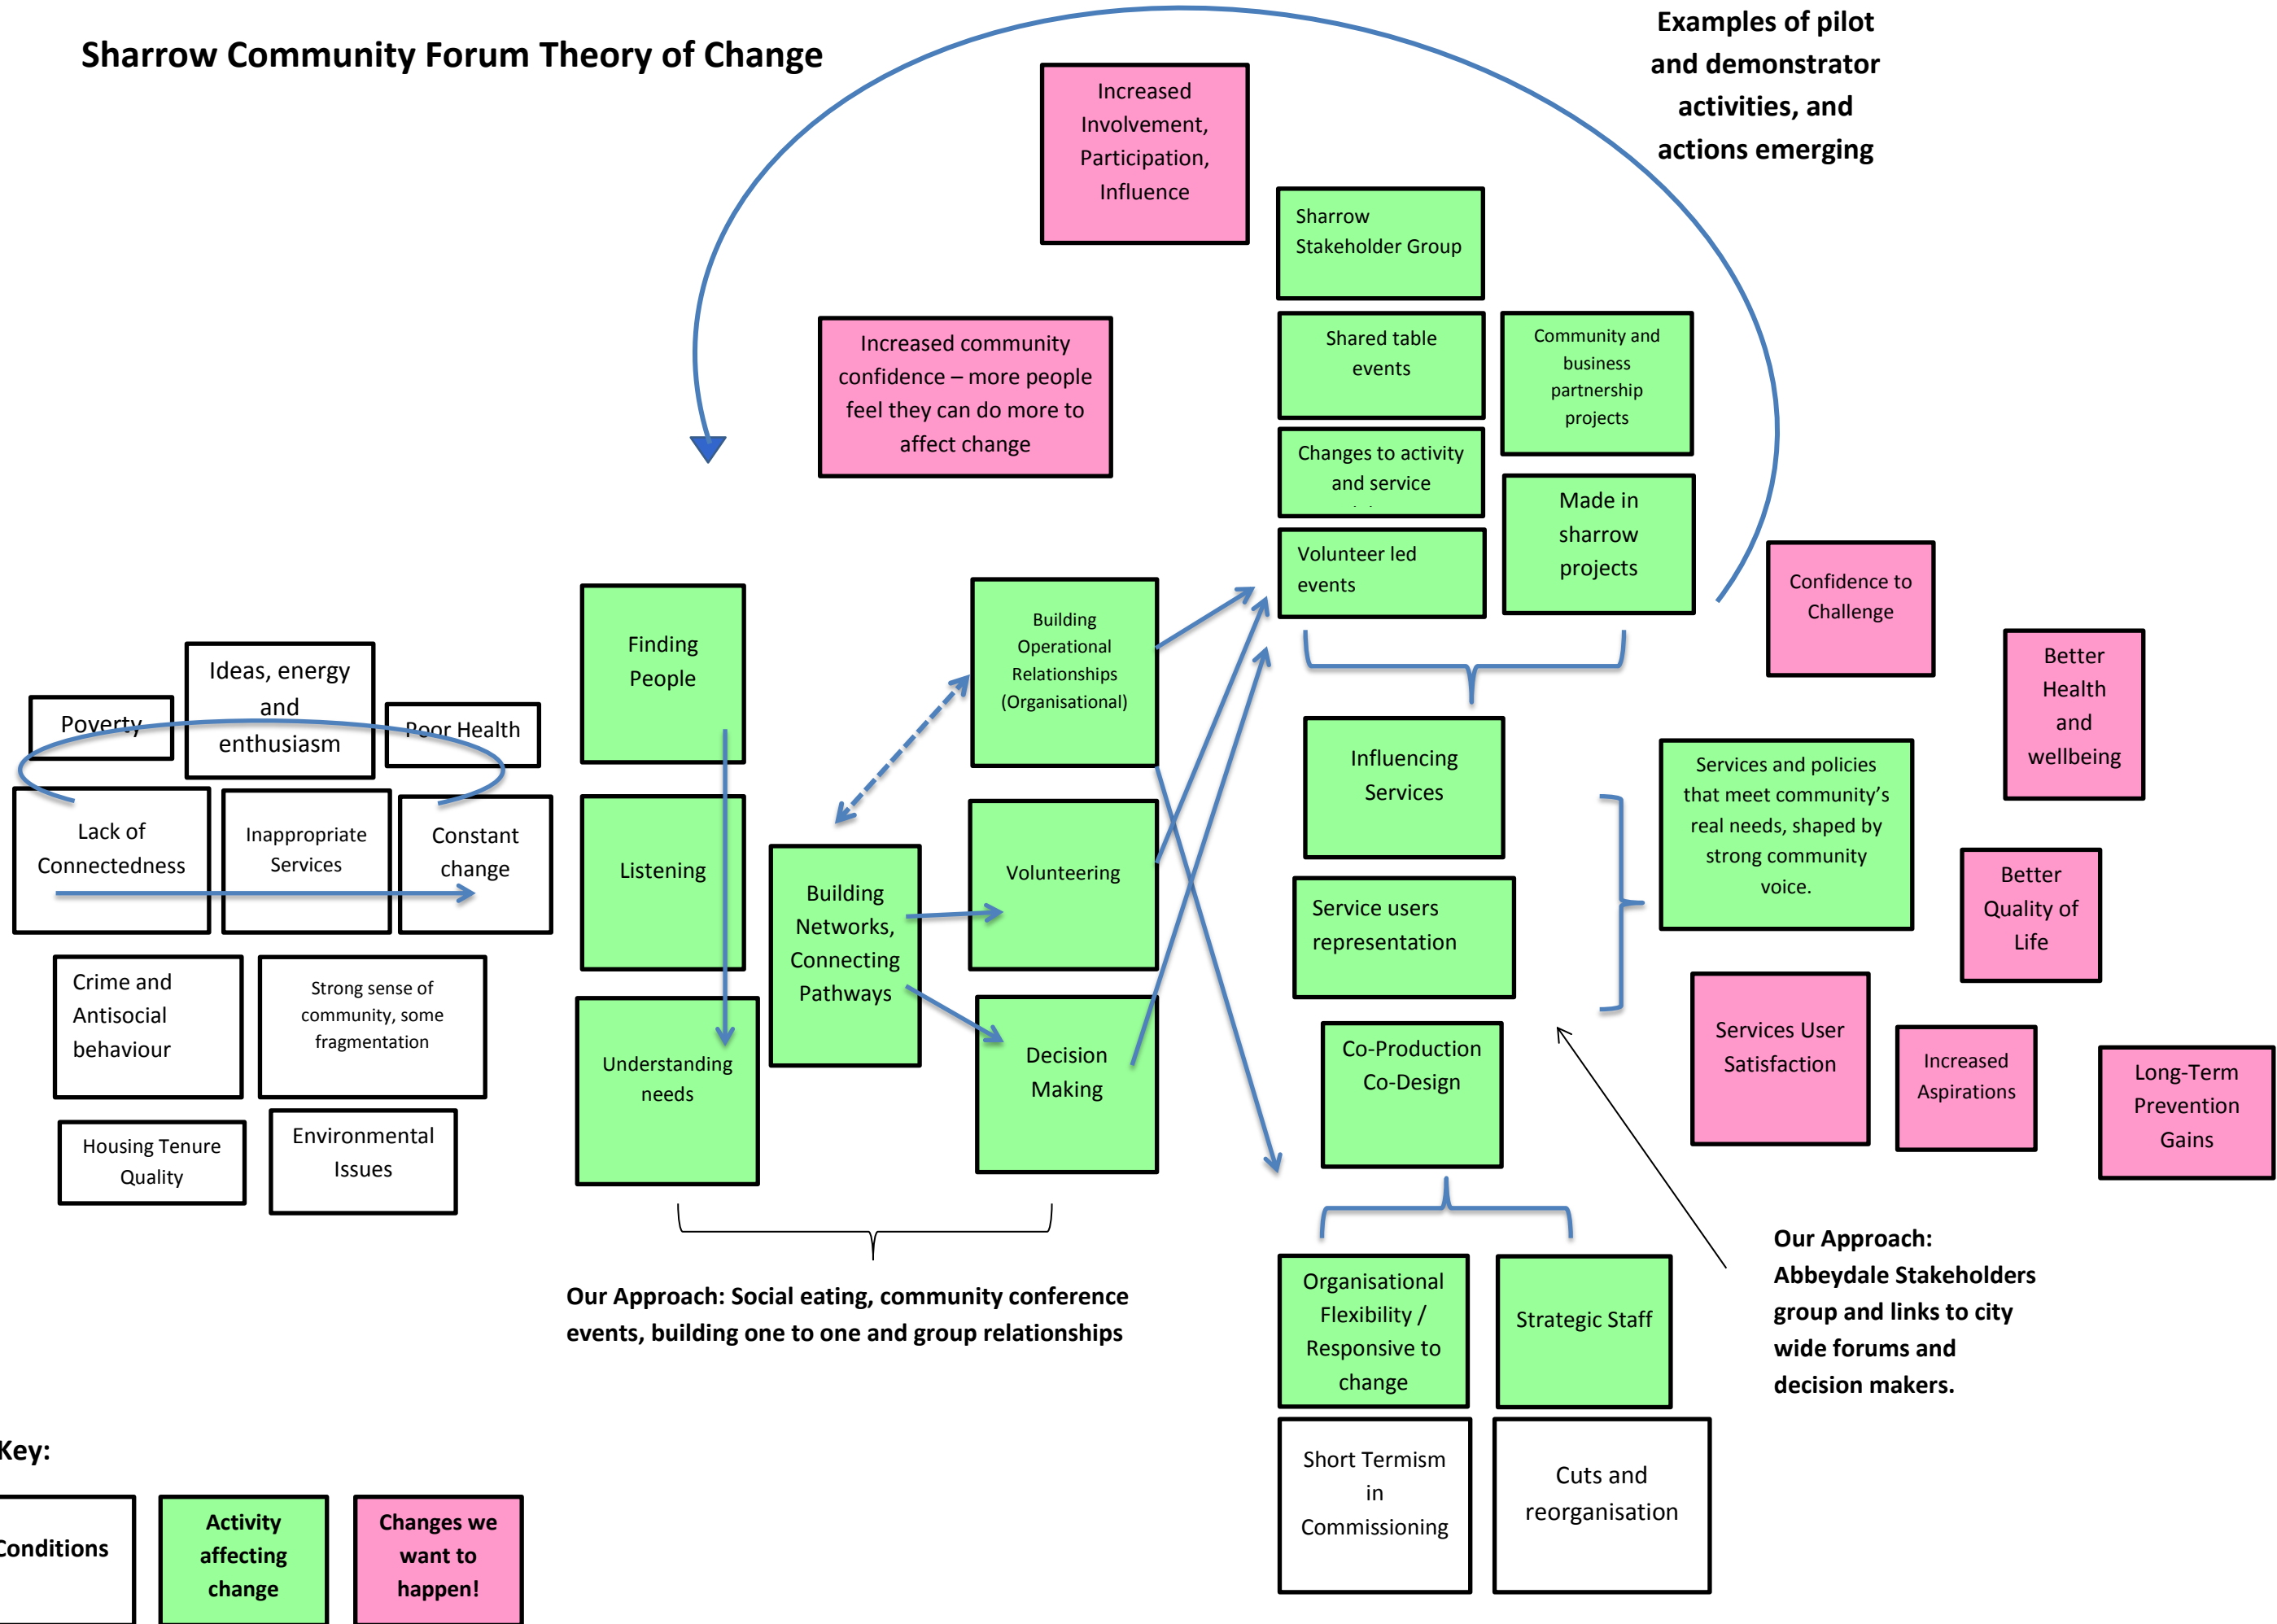 Sharrow Community Forum Theory of Change
Examples of pilot
and demonstrator
activities, and
actions emerging
Increased
Involvement,
Participation,
Influence
Increased community
confidence – more people
feel they can do more to
affect change
Sharrow
Stakeholder Group
Shared table
events
Community and
business
partnership
projects
Changes to activity
and service
Made in
sharrow
projects
Volunteer led
events
Confidence to
Challenge
Better
Health
and
wellbeing
Poverty
Ideas, energy
and
enthusiasm
Poor Health
Lack of
Connectedness
Inappropriate
Services
Constant
change
Crime and
Antisocial
behaviour
Strong sense of
community, some
fragmentation
Housing Tenure
Quality
Environmental
Issues
Finding
People
Listening
Understanding
needs
Building
Networks,
Connecting
Pathways
Building
Operational
Relationships
(Organisational)
Volunteering
Decision
Making
Influencing
Services
Service users
representation
Co-Production
Co-Design
Services and policies
that meet community’s
real needs, shaped by
strong community
voice.
Better
Quality of
Life
Services User
Satisfaction
Increased
Aspirations
Long-Term
Prevention
Gains
Our Approach: Social eating, community conference
events, building one to one and group relationships
Organisational
Flexibility /
Responsive to
change
Strategic Staff
Short Termism
in
Commissioning
Cuts and
reorganisation
Our Approach:
Abbeydale Stakeholders
group and links to city
wide forums and
decision makers.
Key:
Conditions
Activity
affecting
change
Changes we
want to
happen!